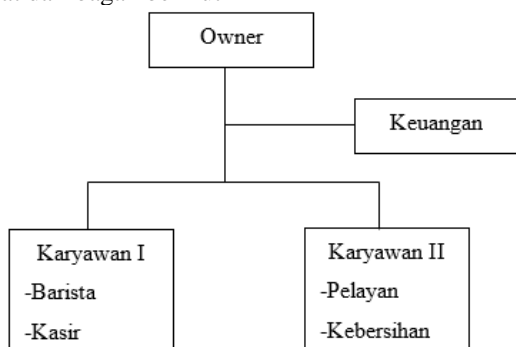 Owner
Keuangan
Karyawan I
-Barista
-Kasir
Karyawan II
-Pelayan
-Kebersihan